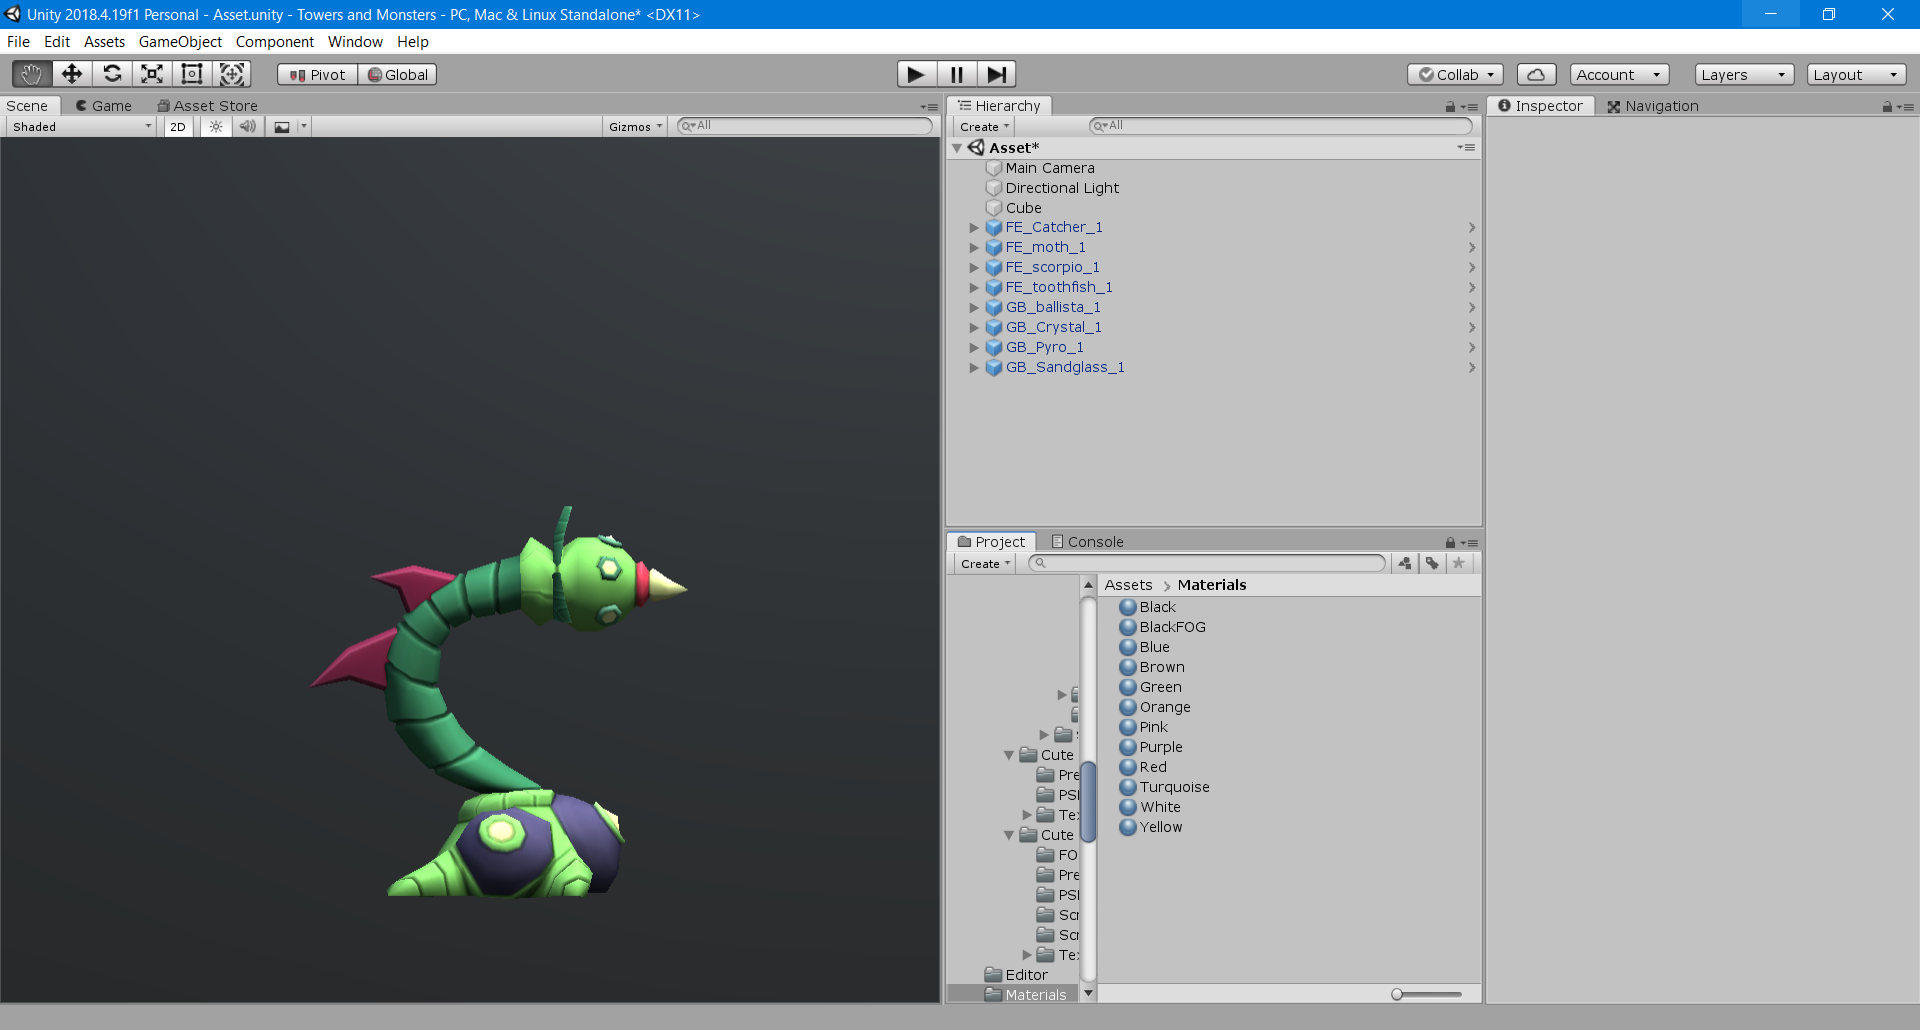 Unity 2018.4.19f1 Personal - Asset.unity - Towers and Monsters - PC, Mac & Linux Standalone* <DX11>
File Edit Assets GameObject Component Window Help
Pivot Global Collab Account Layers Layout
Scene Game Asset Store
Shaded 2D Gizmos All
Hierarchy
Create All
Asset*
Main Camera
Directional Light
Cube
FE_Catcher_1
FE_moth_1
FE_scorpio_1
FE_toothfish_1
GB_ballista_1
GB_Crystal_1
GB_Pyro_1
GB_Sandglass_1
Project Console
Create
Cute
Pre
PSI
Te
Cute
FO
Pre
PSI
Scr
Scr
Te
Editor
Materials
Assets > Materials
Black
BlackFOG
Blue
Brown
Green
Orange
Pink
Purple
Red
Turquoise
White
Yellow
Inspector Navigation